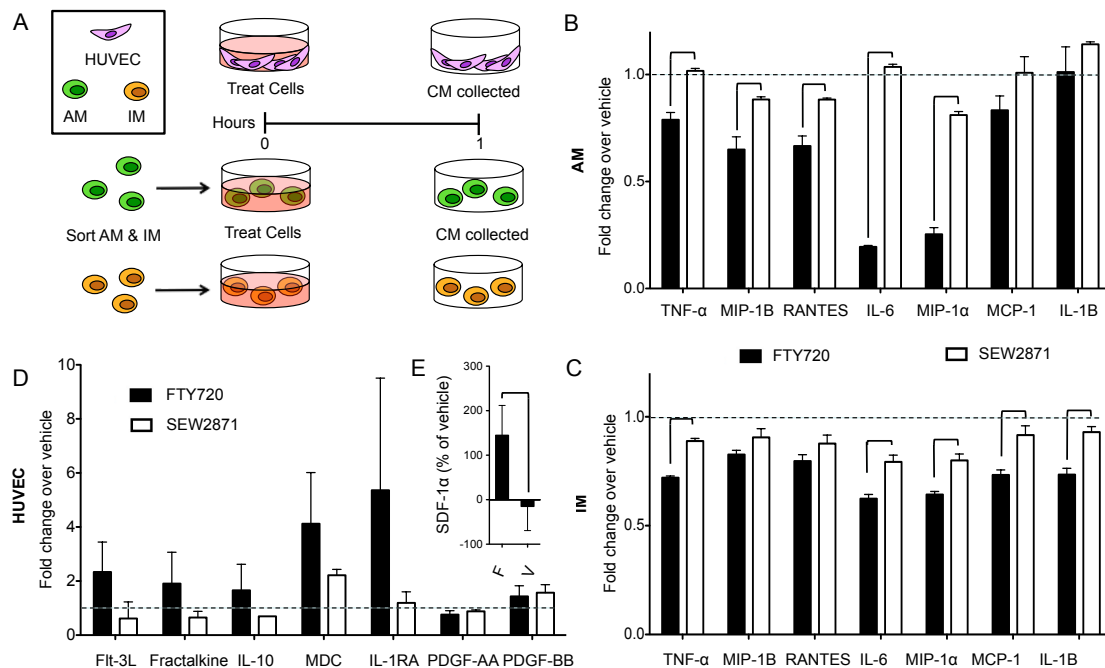 A
HUVEC
AM IM
Treat Cells
CM collected
Hours
0 1
Sort AM & IM
Treat Cells
CM collected
B
AM
Fold change over vehicle
1.0
0.5
0.0
TNF-α MIP-1B RANTES IL-6 MIP-1α MCP-1 IL-1B
FTY720 SEW2871
C
IM
Fold change over vehicle
1.0
0.5
0.0
TNF-α MIP-1B RANTES IL-6 MIP-1α MCP-1 IL-1B
D
FTY720
SEW2871
HUVEC
Fold change over vehicle
10
8
6
4
2
0
Flt-3L Fractalkine IL-10 MDC IL-1RA PDGF-AA PDGF-BB
E
SDF-1α (% of vehicle)
300
200
100
0
-100
F V